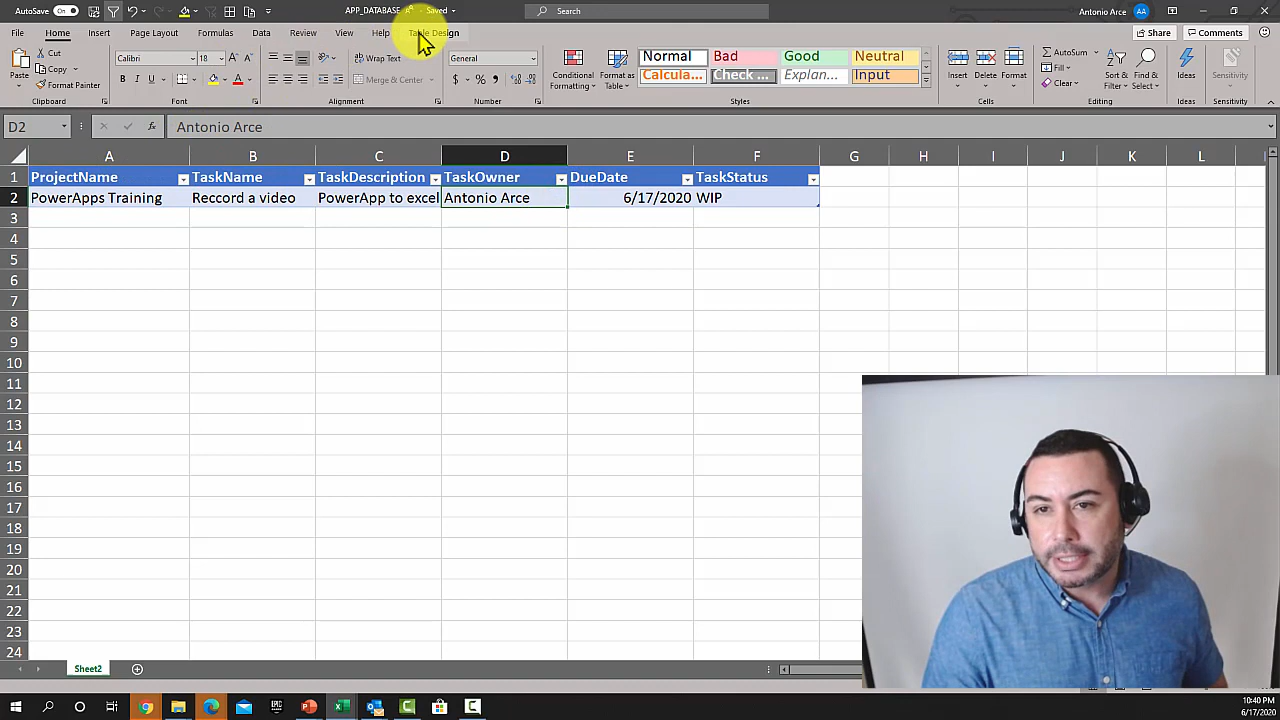 AutoSave On APP_DATABASE - Saved Search Antonio Arce AA
File Home Insert Page Layout Formulas Data Review View Help Table Design Share Comments
Paste Cut Copy Format Painter Clipboard
Calibri 18 A A B I U A Font
Wrap Text Merge & Center Alignment
General $ % Number
Conditional Formatting Format as Table
Normal Bad Good Neutral
Calcula... Check ... Explan... Input
Styles
Insert Delete Format Cells
AutoSum Fill Clear Sort & Filter Find & Select Editing
Ideas Ideas
Sensitivity Sensitivity
D2 fx Antonio Arce
A B C D E F G H I J K L
1 ProjectName TaskName TaskDescription TaskOwner DueDate TaskStatus
2 PowerApps Training Reccord a video PowerApp to excel Antonio Arce 6/17/2020 WIP
3
4
5
6
7
8
9
10
11
12
13
14
15
16
17
18
19
20
21
22
23
24
Sheet2
10:40 PM
6/17/2020